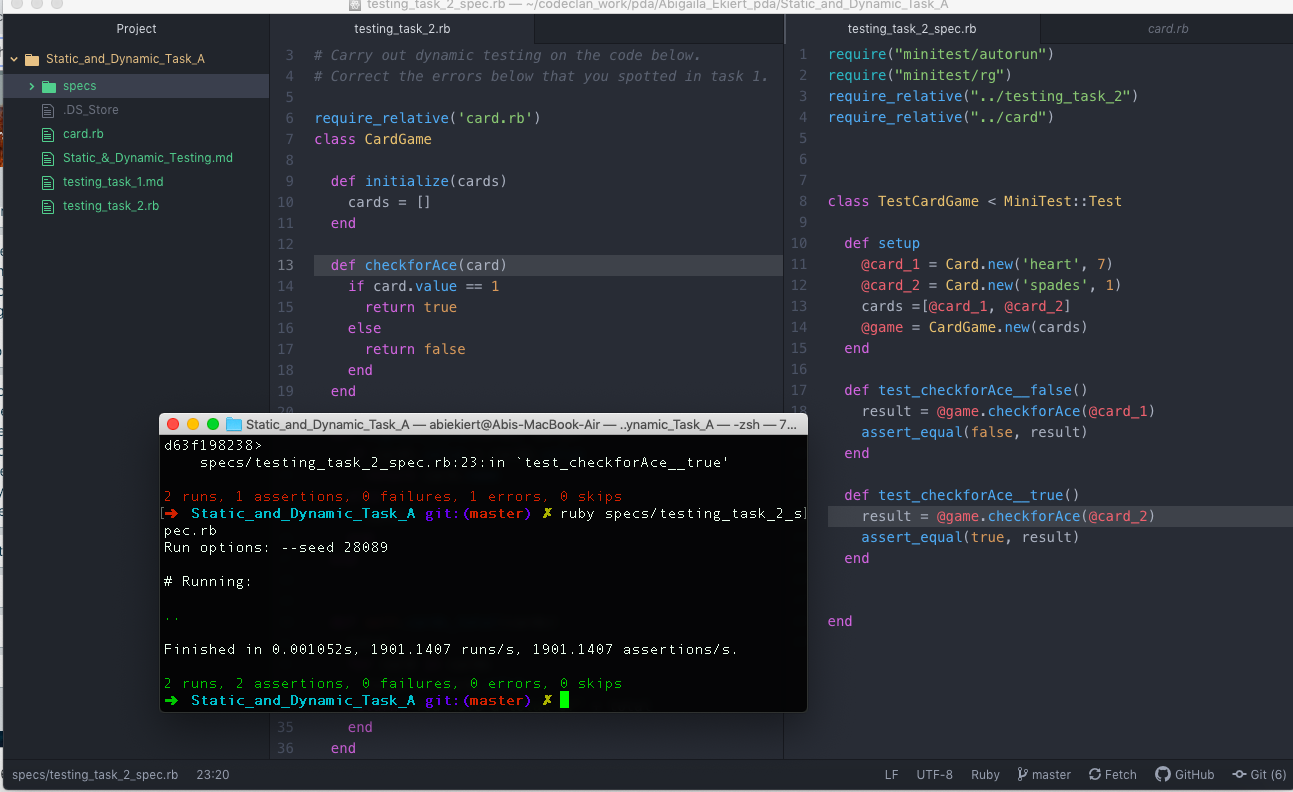 testing_task_2_spec.rb — ~/codeclan_work/pda/Abigaila_Ekiert_pda/Static_and_Dynamic_Task_A
Project
Static_and_Dynamic_Task_A
specs
.DS_Store
card.rb
Static_&_Dynamic_Testing.md
testing_task_1.md
testing_task_2.rb
testing_task_2.rb
3 # Carry out dynamic testing on the code below.
4 # Correct the errors below that you spotted in task 1.
5
6 require_relative('card.rb')
7 class CardGame
8
9 def initialize(cards)
10 cards = []
11 end
12
13 def checkforAce(card)
14 if card.value == 1
15 return true
16 else
17 return false
18 end
19 end
20
35 end
36 end
testing_task_2_spec.rb
card.rb
1 require("minitest/autorun")
2 require("minitest/rg")
3 require_relative("../testing_task_2")
4 require_relative("../card")
5
6
7
8 class TestCardGame < MiniTest::Test
9
10 def setup
11 @card_1 = Card.new('heart', 7)
12 @card_2 = Card.new('spades', 1)
13 cards =[@card_1, @card_2]
14 @game = CardGame.new(cards)
15 end
16
17 def test_checkforAce__false()
18 result = @game.checkforAce(@card_1)
assert_equal(false, result)
end
def test_checkforAce__true()
result = @game.checkforAce(@card_2)
assert_equal(true, result)
end
end
Static_and_Dynamic_Task_A — abiekiert@Abis-MacBook-Air — ..ynamic_Task_A — -zsh — 7...
d63f198238>
specs/testing_task_2_spec.rb:23:in `test_checkforAce__true'
2 runs, 1 assertions, 0 failures, 1 errors, 0 skips
[➜ Static_and_Dynamic_Task_A git:(master) ✗ ruby specs/testing_task_2_s]
pec.rb
Run options: --seed 28089
# Running:
..
Finished in 0.001052s, 1901.1407 runs/s, 1901.1407 assertions/s.
2 runs, 2 assertions, 0 failures, 0 errors, 0 skips
➜ Static_and_Dynamic_Task_A git:(master) ✗
specs/testing_task_2_spec.rb 23:20
LF UTF-8 Ruby master Fetch GitHub Git (6)